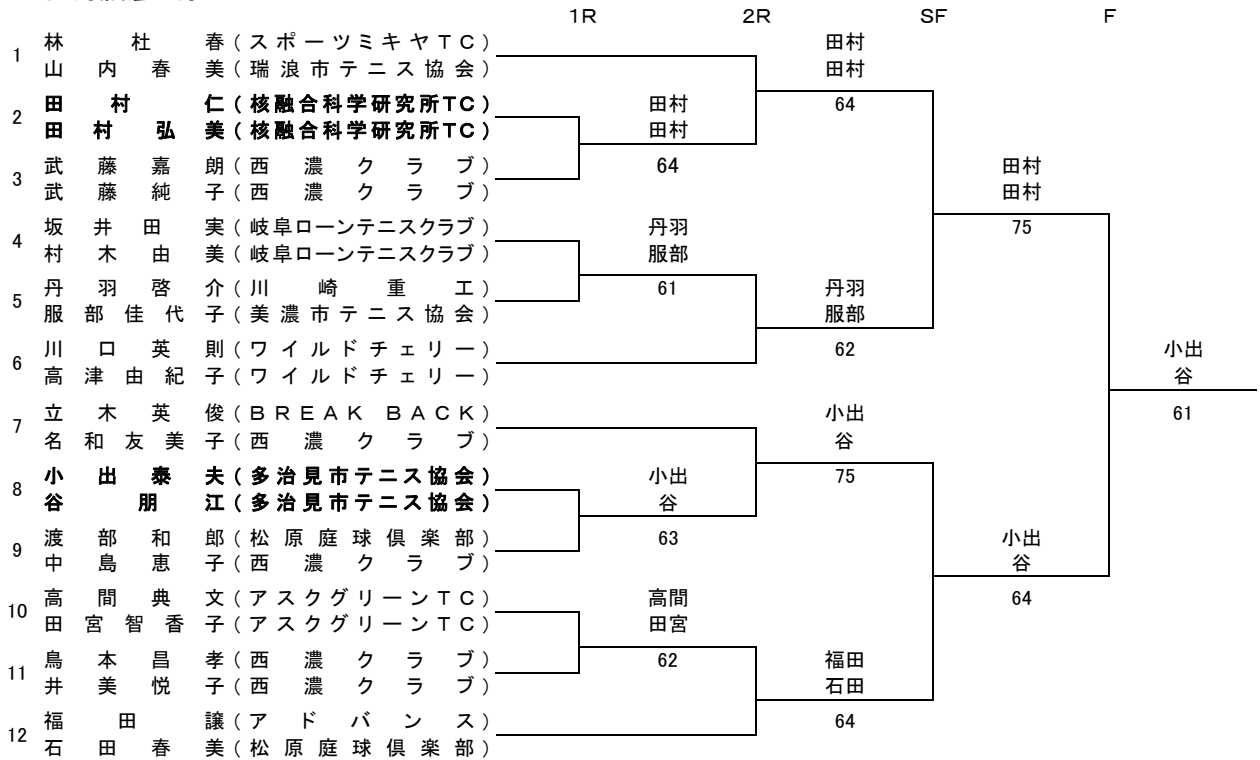 1R 2R SF F
1 林 杜 春 (スポーツミキヤTC) 田村
山内春美 (瑞浪市テニス協会) 田村
2 田村 仁 (核融合科学研究所TC) 田村 64
田村弘美 (核融合科学研究所TC) 田村
3 武藤嘉朗 (西濃クラブ) 64 田村
武藤純子 (西濃クラブ) 田村
4 坂井田実 (岐阜ローンテニスクラブ) 丹羽 75
村木由美 (岐阜ローンテニスクラブ) 服部
5 丹羽啓介 (川崎重工) 61 丹羽
服部佳代子 (美濃市テニス協会) 服部
6 川口英則 (ワイルドチェリー) 62 小出
高津由紀子 (ワイルドチェリー) 谷
7 立木英俊 (BREAK BACK) 小出 61
名和友美子 (西濃クラブ) 谷
8 小出泰夫 (多治見市テニス協会) 小出 75
谷 朋江 (多治見市テニス協会) 谷
9 渡部和郎 (松原庭球倶楽部) 63 小出
中島恵子 (西濃クラブ) 谷
10 高間典文 (アスクグリーンTC) 高間 64
田宮智香子 (アスクグリーンTC) 田宮
11 鳥本昌孝 (西濃クラブ) 62 福田
井美悦子 (西濃クラブ) 石田
12 福田 譲 (アドバンス) 64
石田春美 (松原庭球倶楽部)